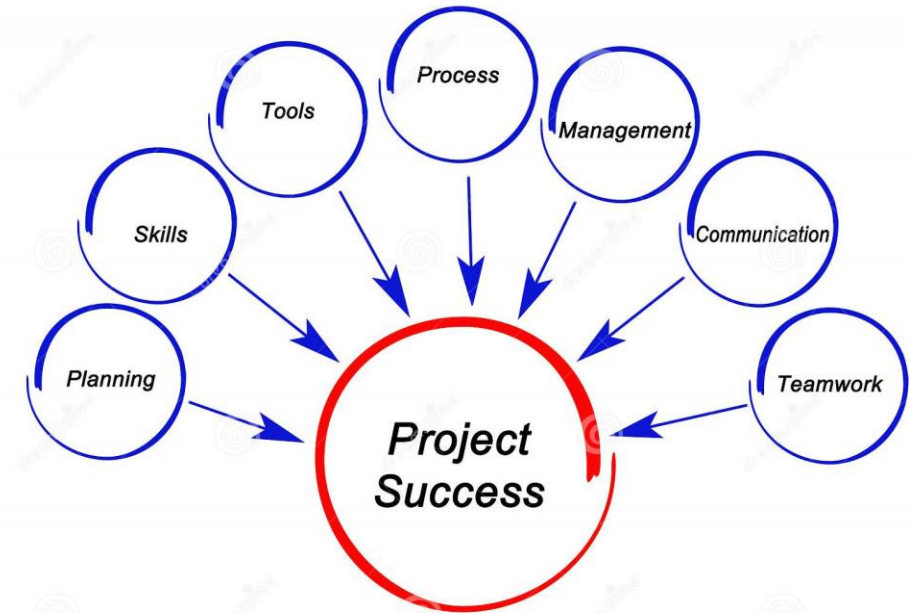 Process
Tools
Management
Skills
Communication
Planning
Teamwork
Project
Success